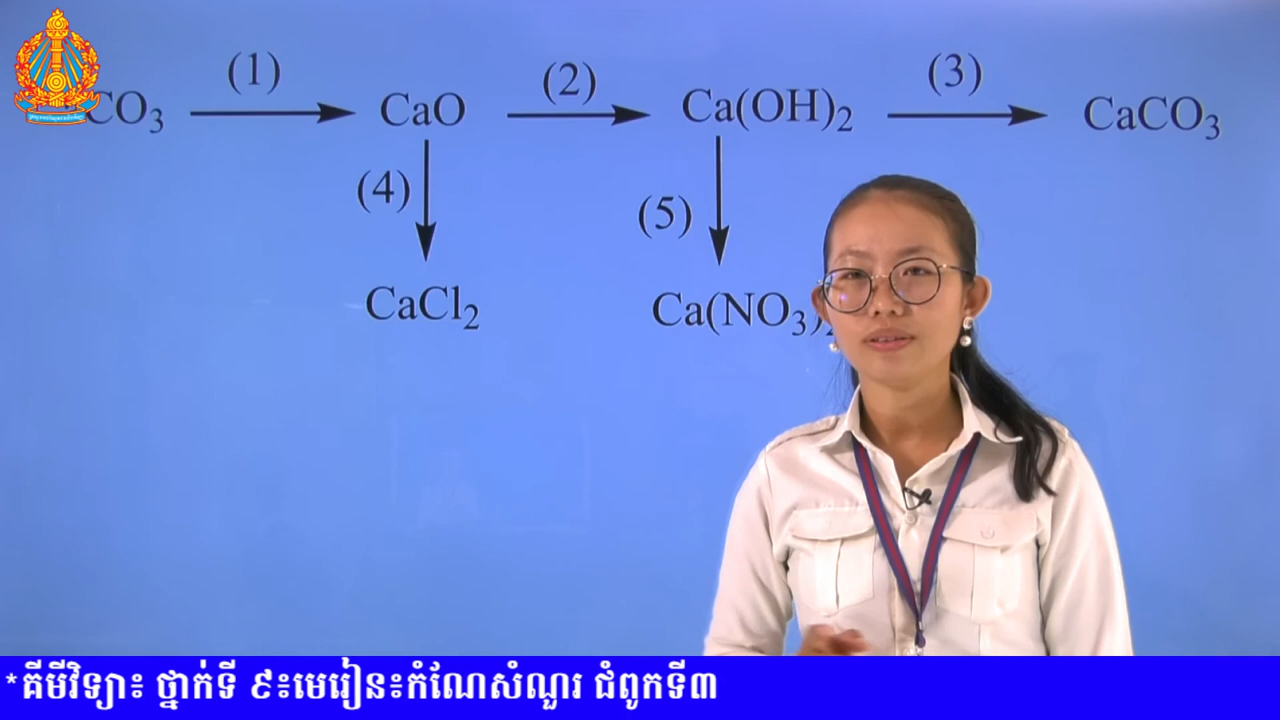 (1) (2) (3)
CO₃ CaO Ca(OH)₂ CaCO₃
(4) (5)
CaCl₂ Ca(NO₃)₂
*គីមីវិទ្យា៖ ថ្នាក់ទី ៩៖មេរៀន៖កំណែសំណួរ ជំពូកទី៣